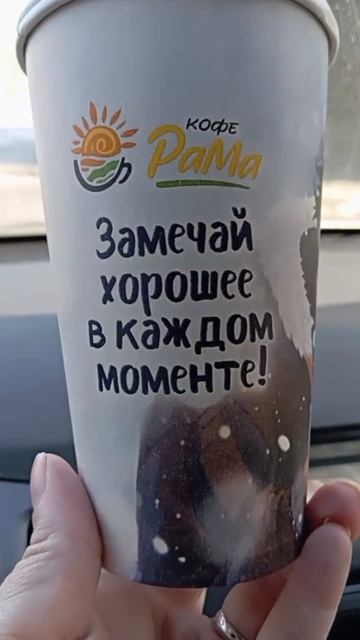 КОФЕ
РаМа
Замечай
хорошее
в каждом
моменте!